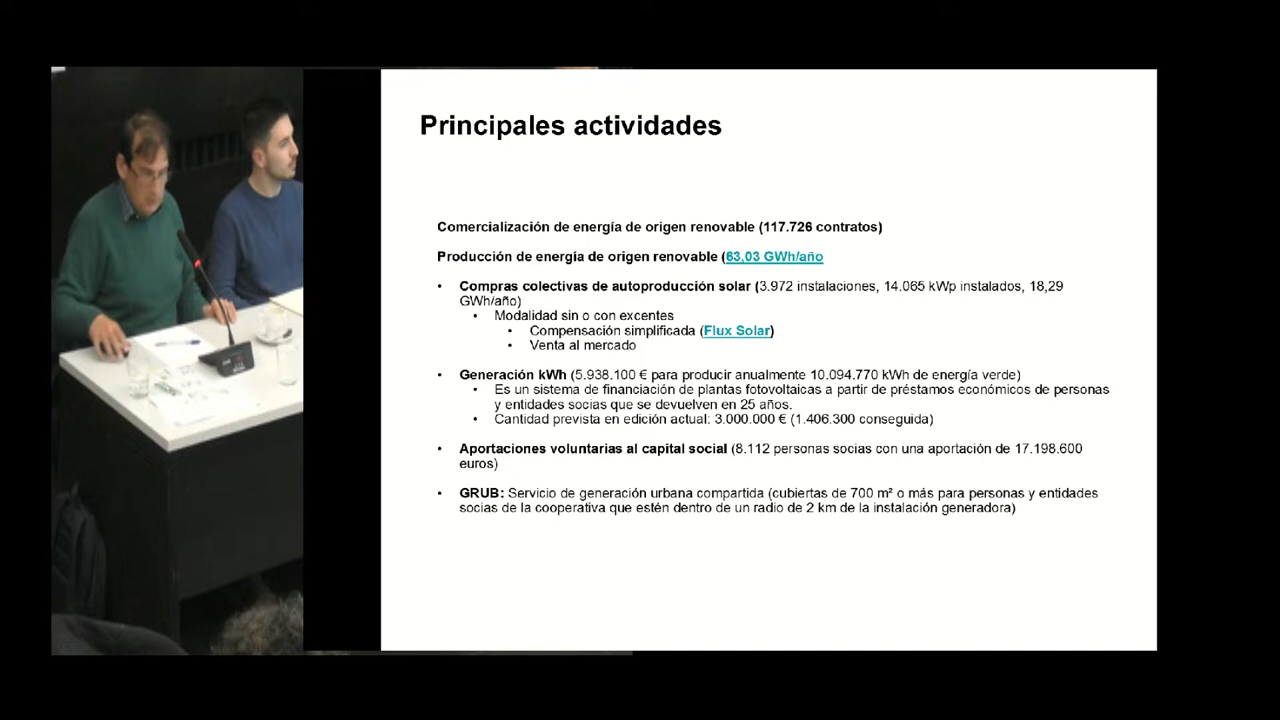 Principales actividades
Comercialización de energía de origen renovable (117.726 contratos)
Producción de energía de origen renovable (63,03 GWh/año
• Compras colectivas de autoproducción solar (3.972 instalaciones, 14.065 kWp instalados, 18,29
GWh/año)
• Modalidad sin o con excentes
• Compensación simplificada (Flux Solar)
• Venta al mercado
• Generación kWh (5.938.100 € para producir anualmente 10.094.770 kWh de energía verde)
• Es un sistema de financiación de plantas fotovoltaicas a partir de préstamos económicos de personas
y entidades socias que se devuelven en 25 años.
• Cantidad prevista en edición actual: 3.000.000 € (1.406.300 conseguida)
• Aportaciones voluntarias al capital social (8.112 personas socias con una aportación de 17.198.600
euros)
• GRUB: Servicio de generación urbana compartida (cubiertas de 700 m² o más para personas y entidades
socias de la cooperativa que estén dentro de un radio de 2 km de la instalación generadora)